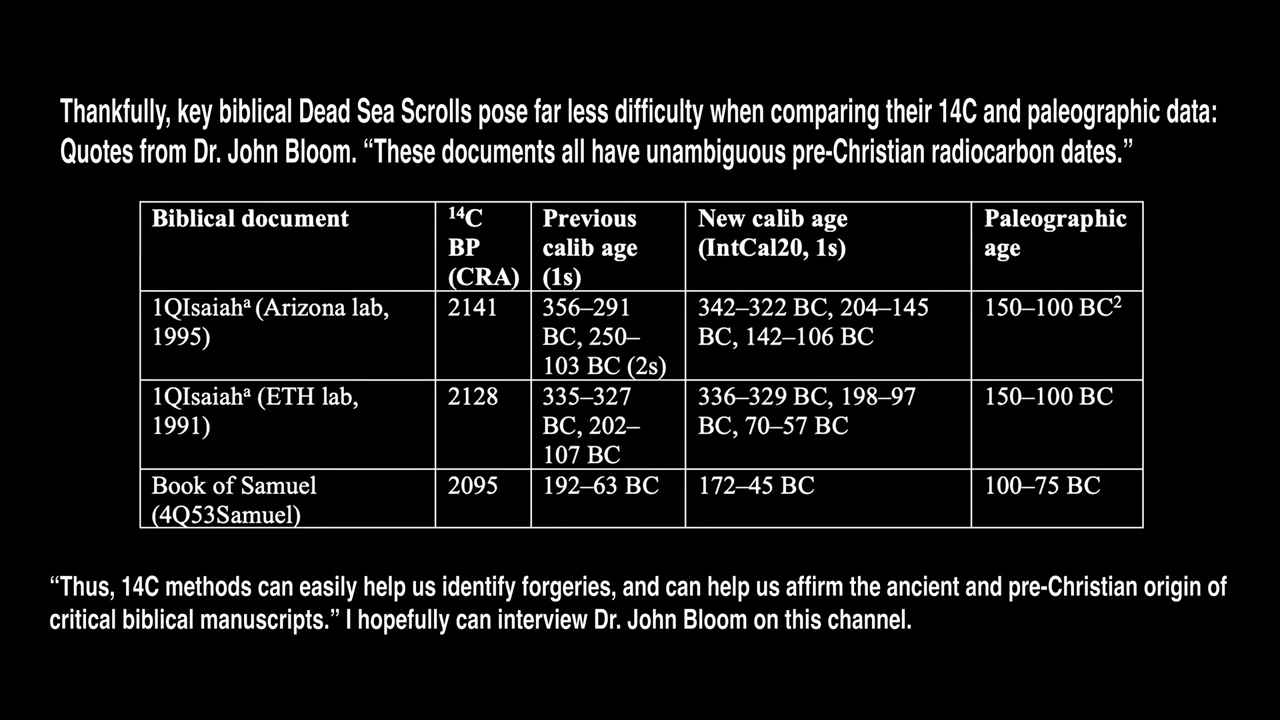 Thankfully, key biblical Dead Sea Scrolls pose far less difficulty when comparing their 14C and paleographic data:
Quotes from Dr. John Bloom. “These documents all have unambiguous pre-Christian radiocarbon dates.”
Biblical document
¹⁴C
BP
(CRA)
Previous
calib age
(1s)
New calib age
(IntCal20, 1s)
Paleographic
age
1QIsaiahᵃ (Arizona lab,
1995)
2141
356–291
BC, 250–
103 BC (2s)
342–322 BC, 204–145
BC, 142–106 BC
150–100 BC²
1QIsaiahᵃ (ETH lab,
1991)
2128
335–327
BC, 202–
107 BC
336–329 BC, 198–97
BC, 70–57 BC
150–100 BC
Book of Samuel
(4Q53Samuel)
2095
192–63 BC
172–45 BC
100–75 BC
“Thus, 14C methods can easily help us identify forgeries, and can help us affirm the ancient and pre-Christian origin of
critical biblical manuscripts.” I hopefully can interview Dr. John Bloom on this channel.